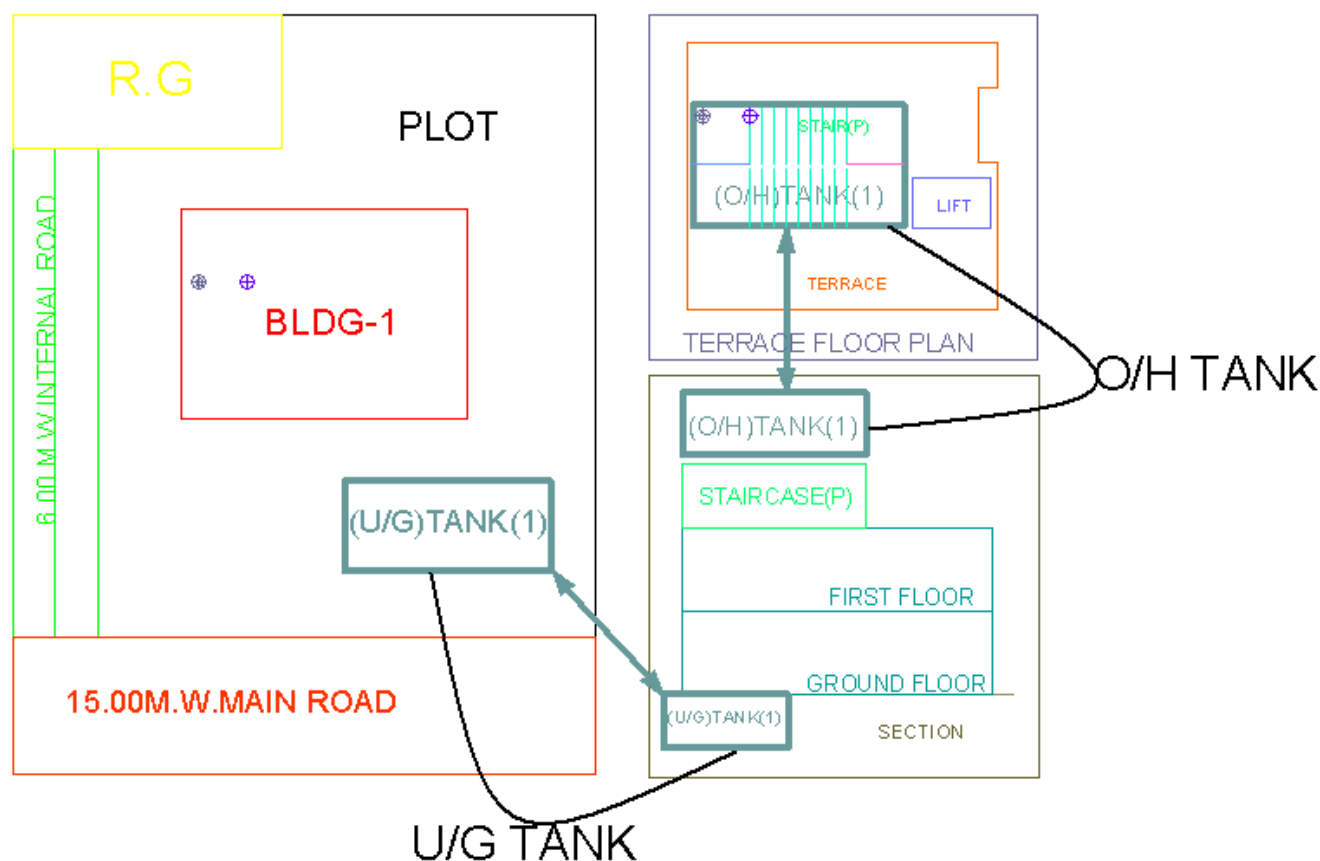 R.G
PLOT
6.00 M.W.INTERNAL ROAD
BLDG-1
(U/G)TANK(1)
15.00M.W.MAIN ROAD
STAIR(P)
(O/H)TANK(1)
LIFT
TERRACE
TERRACE FLOOR PLAN
O/H TANK
(O/H)TANK(1)
STAIRCASE(P)
FIRST FLOOR
GROUND FLOOR
(U/G)TANK(1)
SECTION
U/G TANK